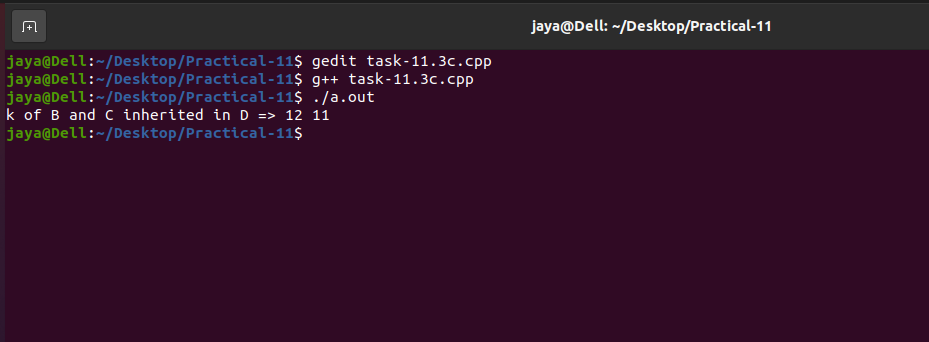 jaya@Dell: ~/Desktop/Practical-11
jaya@Dell:~/Desktop/Practical-11$ gedit task-11.3c.cpp
jaya@Dell:~/Desktop/Practical-11$ g++ task-11.3c.cpp
jaya@Dell:~/Desktop/Practical-11$ ./a.out
k of B and C inherited in D => 12 11
jaya@Dell:~/Desktop/Practical-11$